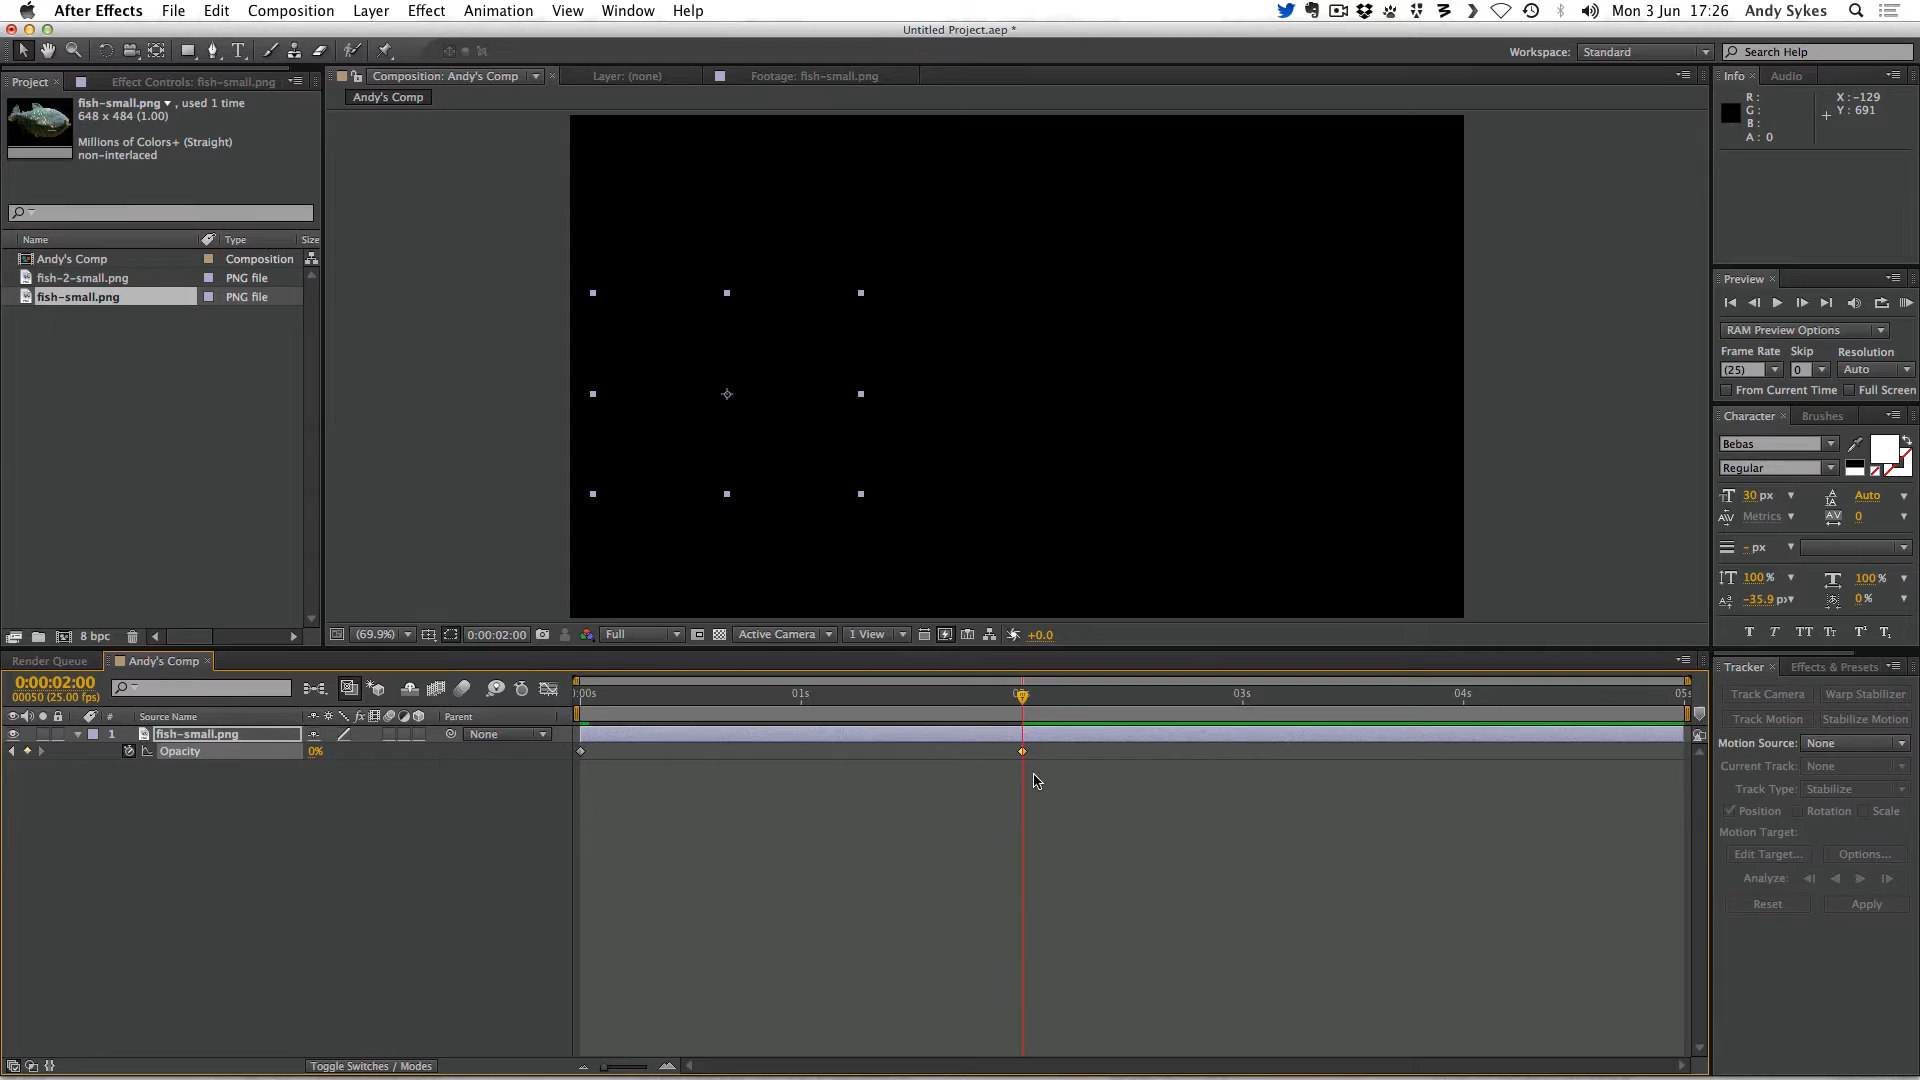 After Effects File Edit Composition Layer Effect Animation View Window Help Mon 3 Jun 17:26 Andy Sykes
Untitled Project.aep *
Workspace: Standard Search Help
Project Effect Controls: fish-small.png Composition: Andy's Comp Layer: (none) Footage: fish-small.png Info Audio
Andy's Comp
fish-small.png , used 1 time
648 x 484 (1.00)
Millions of Colors+ (Straight)
non-interlaced
R: X: -129
G: Y: 691
B:
A: 0
Name Type Size
Andy's Comp Composition
fish-2-small.png PNG file
fish-small.png PNG file
Preview
RAM Preview Options
Frame Rate Skip Resolution
(25) 0 Auto
From Current Time Full Screen
Character Brushes
Bebas
Regular
30 px Auto
Metrics 0
- px
100 % 100 %
-35.9 px 0 %
T T TT Tr T¹ T₁
8 bpc (69.9%) 0:00:02:00 Full Active Camera 1 View +0.0
Render Queue Andy's Comp
0:00:02:00
00050 (25.00 fps)
:00s 01s 03s 04s 05s
# Source Name fx Parent
1 fish-small.png None
Opacity 0%
Toggle Switches / Modes
Tracker Effects & Presets
Track Camera Warp Stabilizer
Track Motion Stabilize Motion
Motion Source: None
Current Track: None
Track Type: Stabilize
Position Rotation Scale
Motion Target:
Edit Target... Options...
Analyze:
Reset Apply